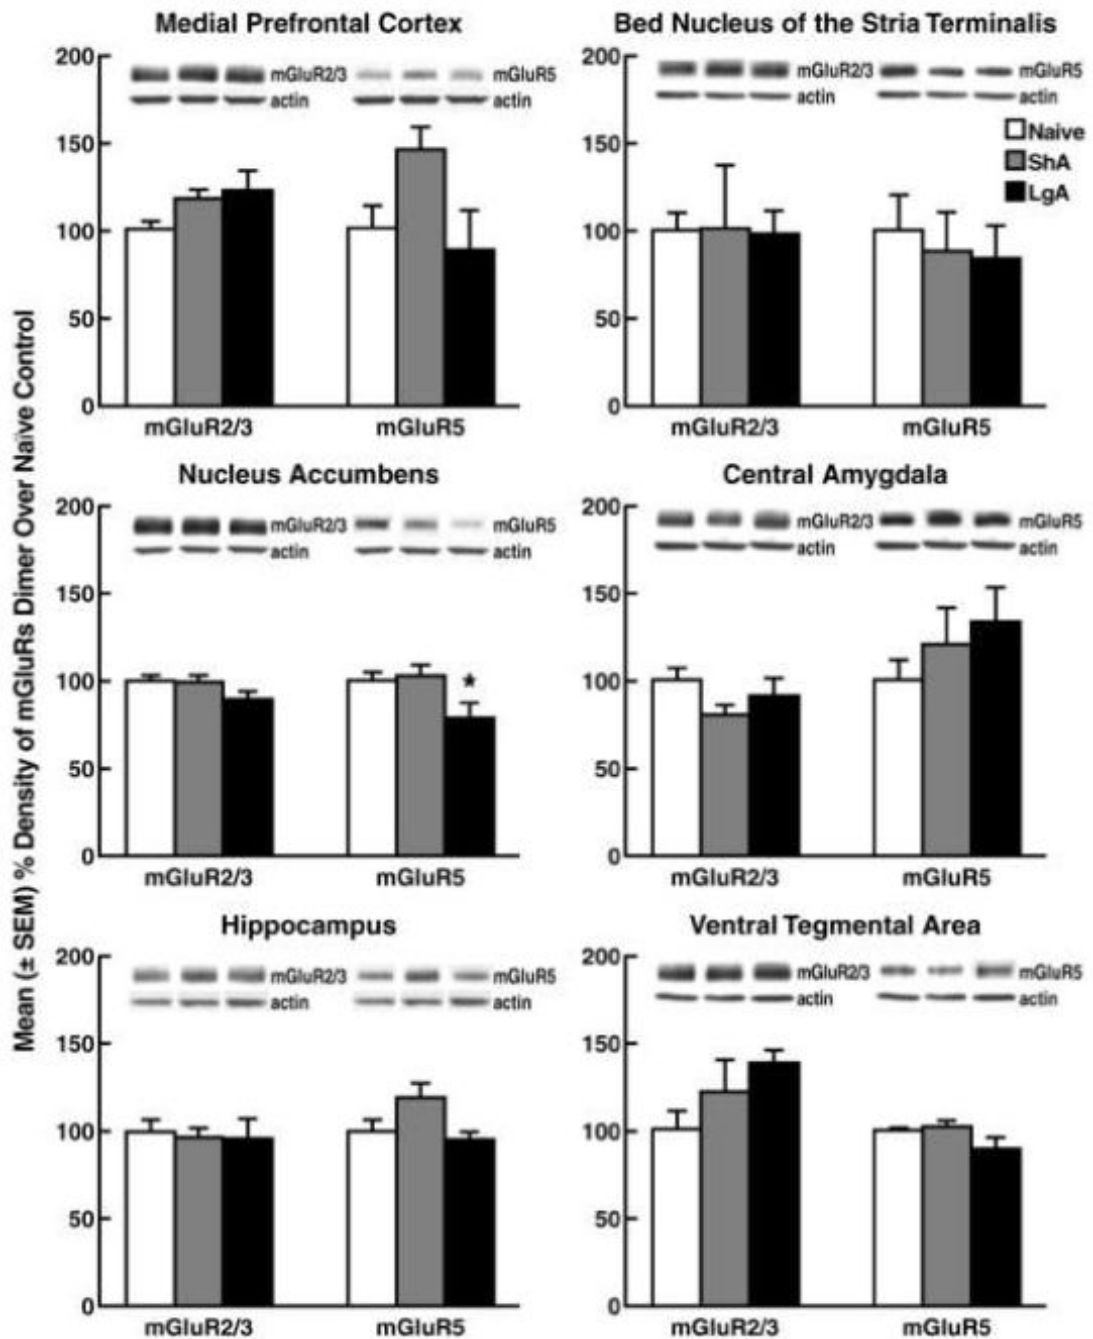 Medial Prefrontal Cortex
200
150
100
50
0
mGluR2/3
actin
mGluR5
actin
mGluR2/3 mGluR5
Bed Nucleus of the Stria Terminalis
200
150
100
50
0
mGluR2/3
actin
mGluR5
actin
Naive
ShA
LgA
mGluR2/3 mGluR5
Mean (± SEM) % Density of mGluRs Dimer Over Naïve Control
Nucleus Accumbens
200
150
100
50
0
mGluR2/3
actin
mGluR5
actin
*
mGluR2/3 mGluR5
Central Amygdala
200
150
100
50
0
mGluR2/3
actin
mGluR5
actin
mGluR2/3 mGluR5
Hippocampus
200
150
100
50
0
mGluR2/3
actin
mGluR5
actin
mGluR2/3 mGluR5
Ventral Tegmental Area
200
150
100
50
0
mGluR2/3
actin
mGluR5
actin
mGluR2/3 mGluR5